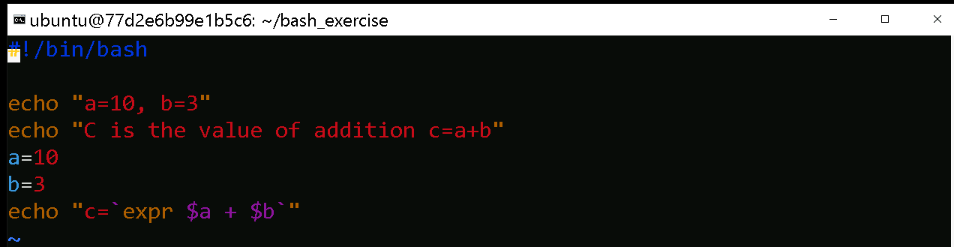 ubuntu@77d2e6b99e1b5c6: ~/bash_exercise
#!/bin/bash
echo "a=10, b=3"
echo "C is the value of addition c=a+b"
a=10
b=3
echo "c=`expr $a + $b`"
~